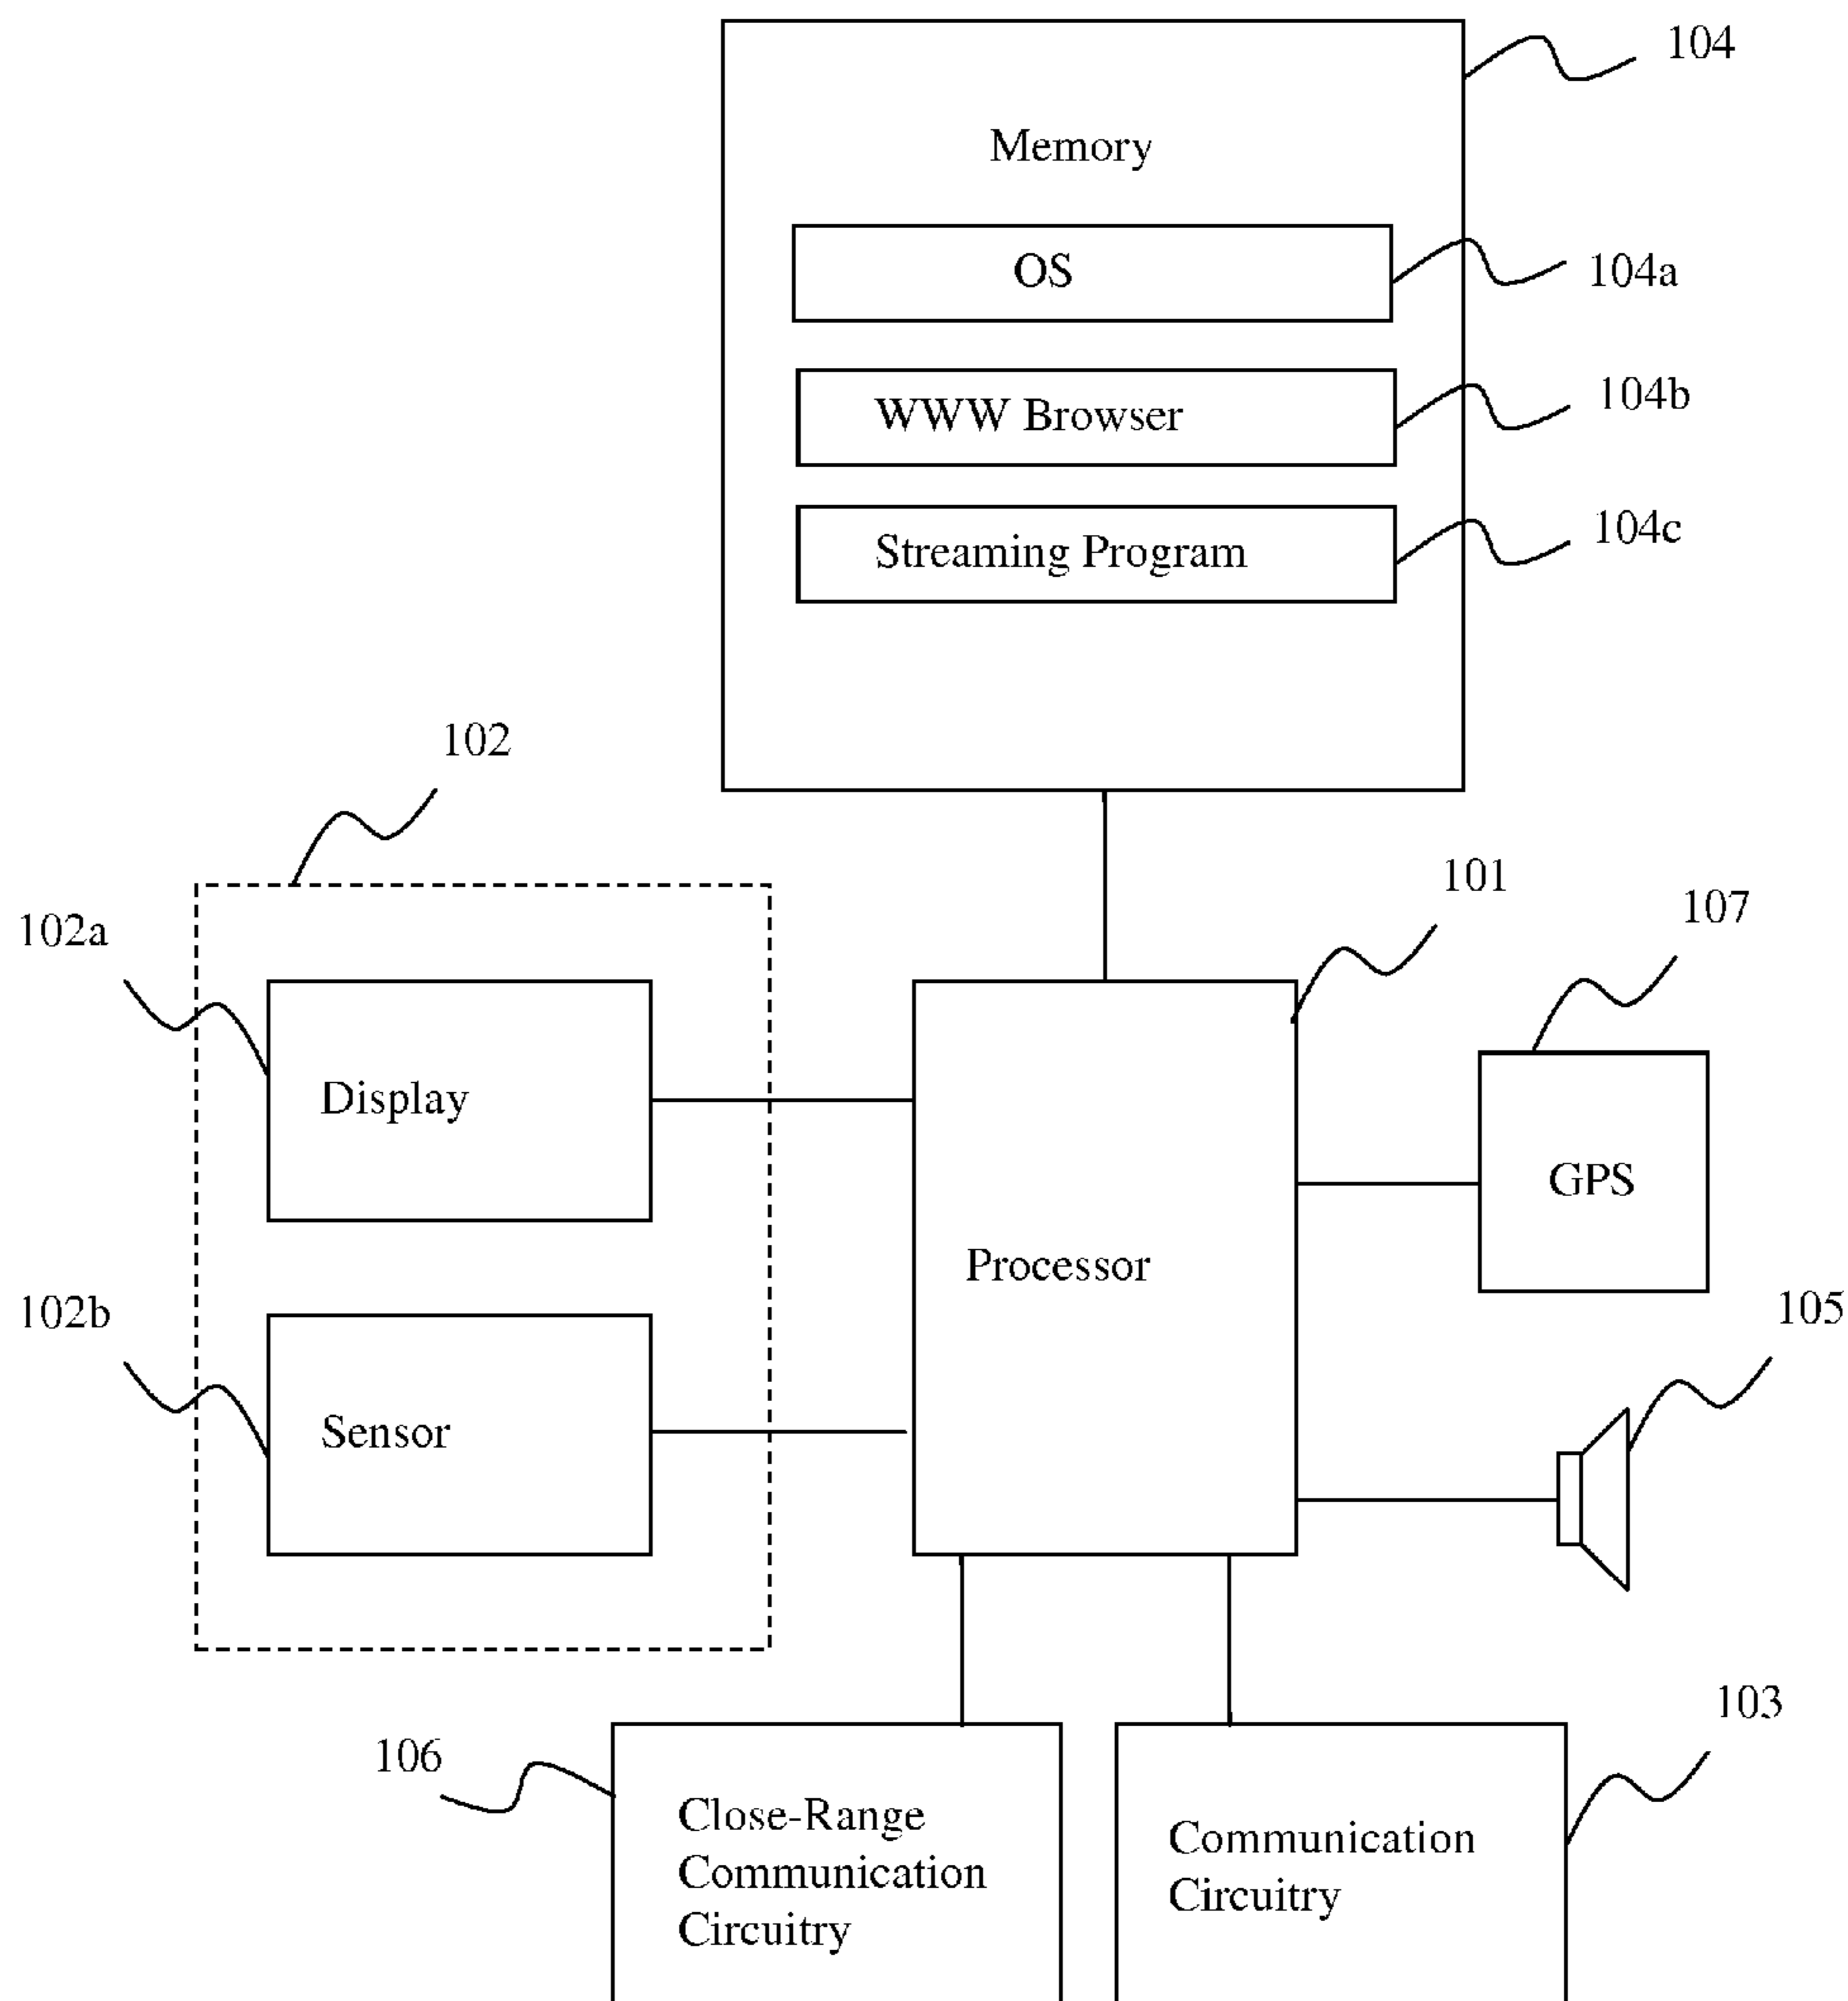 104
Memory
OS
104a
WWW Browser
104b
Streaming Program
104c
102
101
107
102a
Display
GPS
Processor
102b
105
Sensor
103
106
Close-Range
Communication
Circuitry
Communication
Circuitry